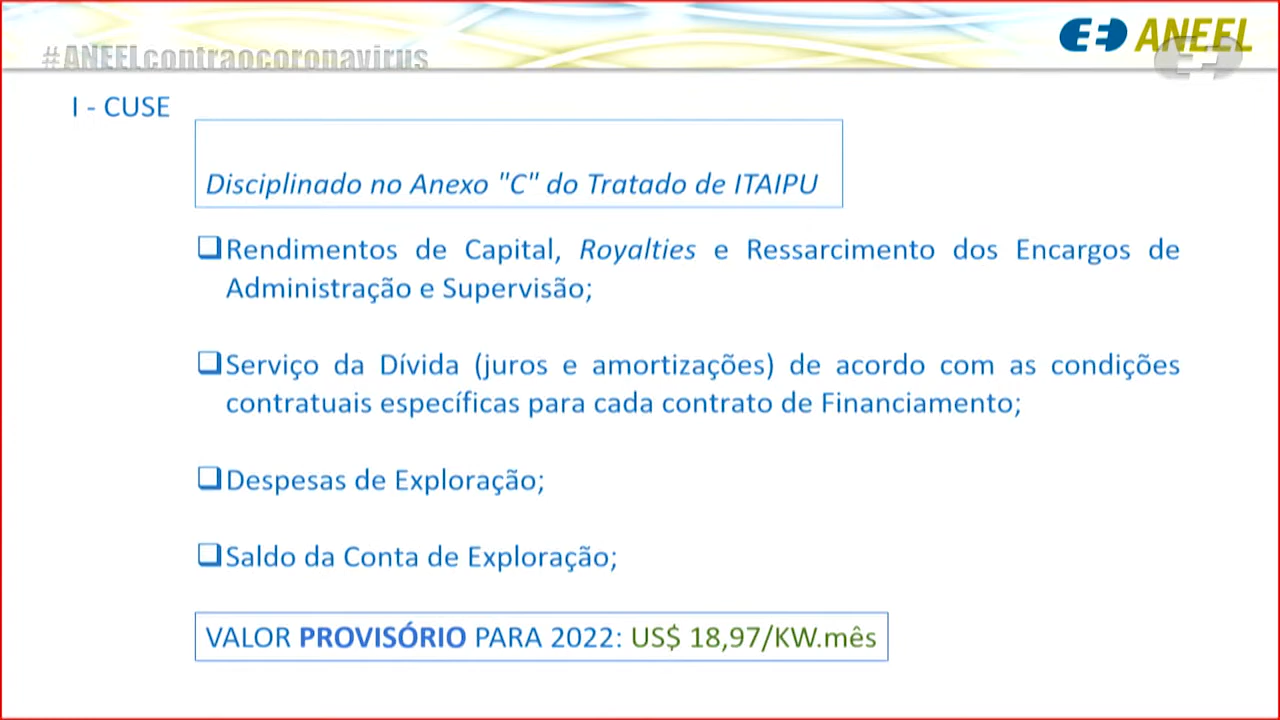 #ANEELcontraocoronavirus
ANEEL
I - CUSE
Disciplinado no Anexo "C" do Tratado de ITAIPU
Rendimentos de Capital, Royalties e Ressarcimento dos Encargos de
Administração e Supervisão;
Serviço da Dívida (juros e amortizações) de acordo com as condições
contratuais específicas para cada contrato de Financiamento;
Despesas de Exploração;
Saldo da Conta de Exploração;
VALOR PROVISÓRIO PARA 2022: US$ 18,97/KW.mês